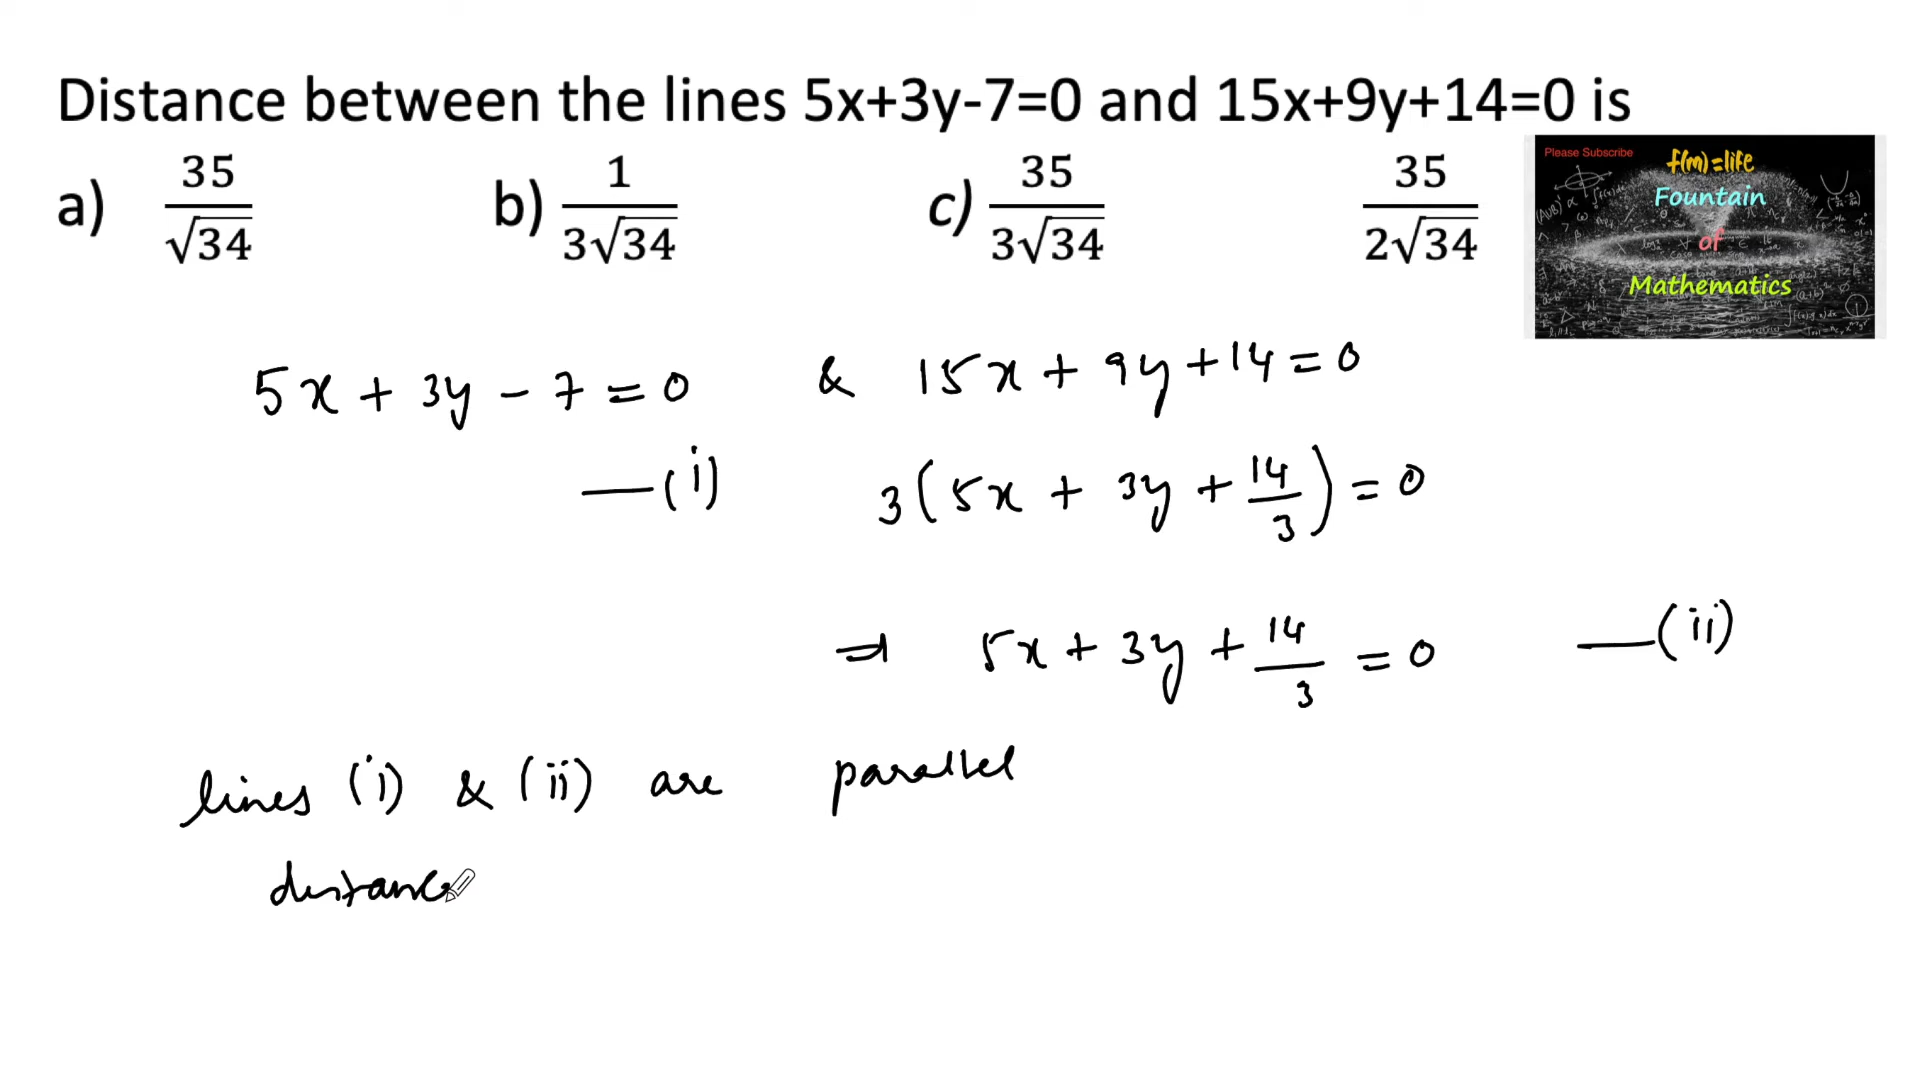 Distance between the lines 5x+3y-7=0 and 15x+9y+14=0 is
a) 35/√34 b) 1/3√34 c) 35/3√34 35/2√34
Please Subscribe
f(m)=life
Fountain
of
Mathematics
5x + 3y - 7 = 0 & 15x + 9y + 14 = 0
—(i) 3(5x + 3y + 14/3) = 0
⇒ 5x + 3y + 14/3 = 0 —(ii)
lines (i) & (ii) are parallel
distance